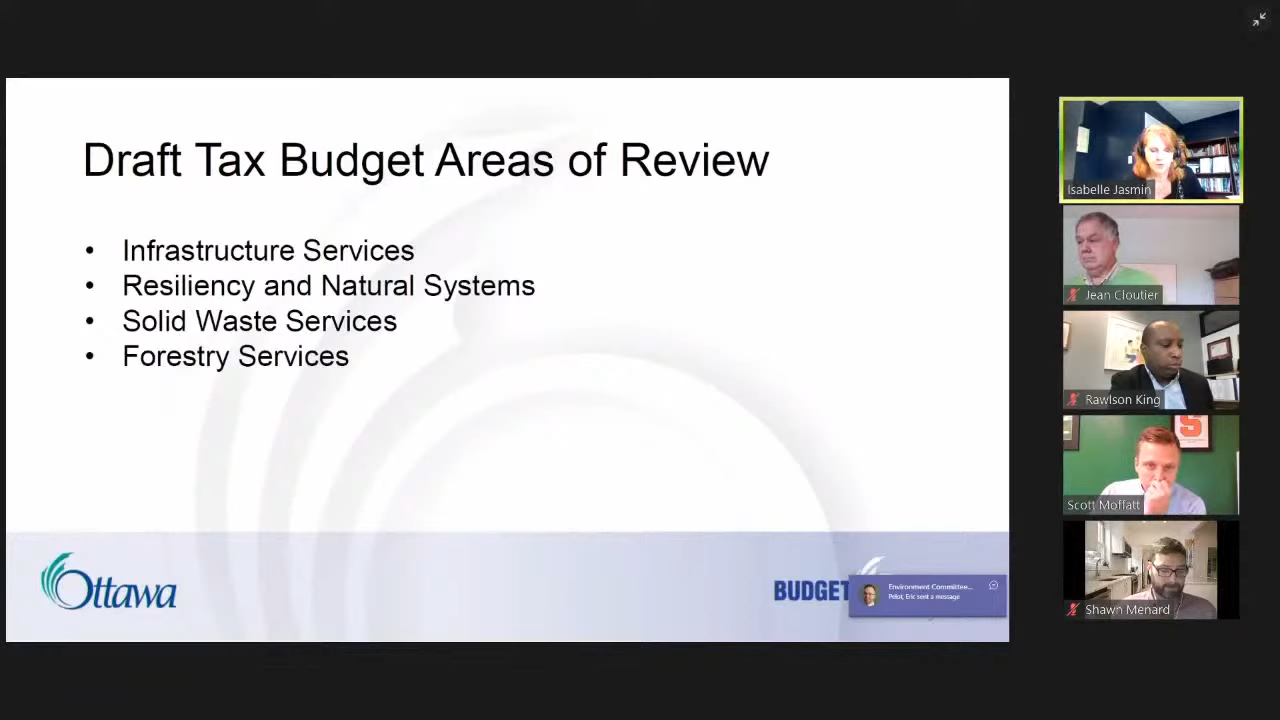 Draft Tax Budget Areas of Review
• Infrastructure Services
• Resiliency and Natural Systems
• Solid Waste Services
• Forestry Services
Ottawa
BUDGET
Environment Committee...
Pelot, Eric sent a message
Isabelle Jasmin
Jean Cloutier
Rawlson King
S
Scott Moffatt
Shawn Menard